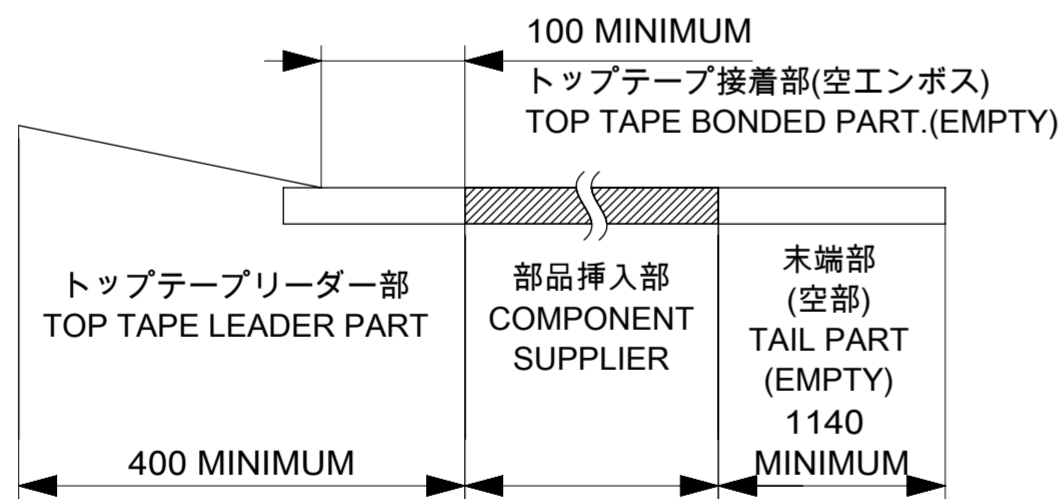 100 MINIMUM
トップテープ接着部(空エンボス)
TOP TAPE BONDED PART.(EMPTY)
トップテープリーダー部
TOP TAPE LEADER PART
400 MINIMUM
部品挿入部
COMPONENT
SUPPLIER
末端部
(空部)
TAIL PART
(EMPTY)
1140
MINIMUM